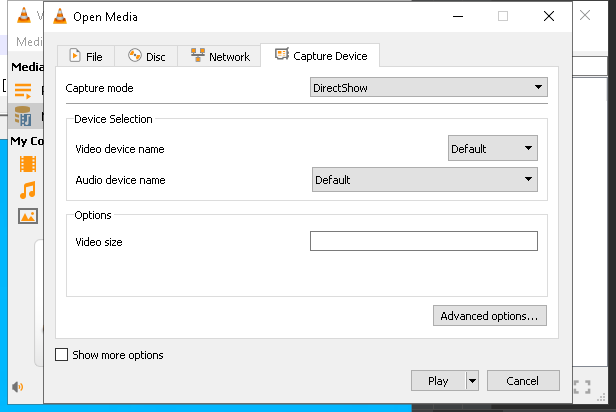 Open Media
Medi
File
Disc
Network
Capture Device
Media
Capture mode
DirectShow
Device Selection
Video device name
Default
My Co
Audio device name
Default
Options
Video size
Advanced options...
Show more options
Play
Cancel